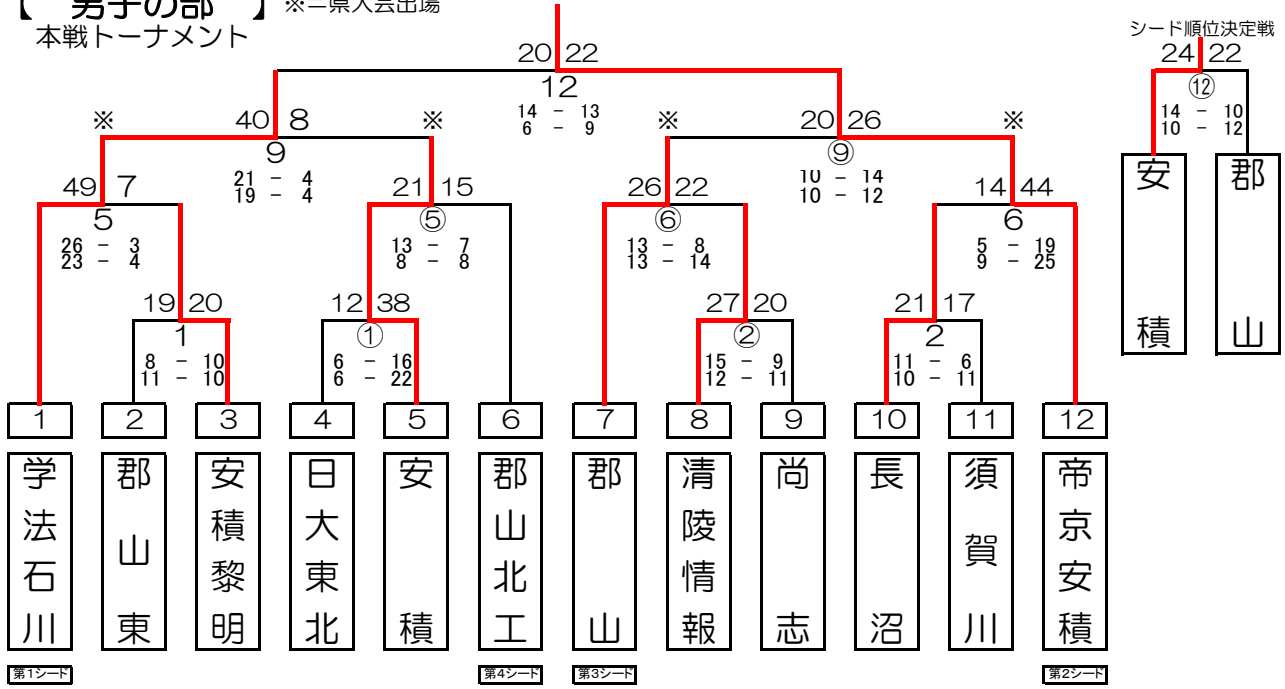 【 男子の部 】 ※＝県大会出場
本戦トーナメント
シード順位決定戦
20 22
12
14 - 13
6 - 9
24 22
⑫
14 - 10
10 - 12
安積
郡山
※ ※ ※ ※
40 8
9
21 - 4
19 - 4
20 26
⑨
10 - 14
10 - 12
49 7
5
26 - 3
23 - 4
21 15
⑤
13 - 7
8 - 8
26 22
⑥
13 - 8
13 - 14
14 44
6
5 - 19
9 - 25
19 20
1
8 - 10
11 - 10
12 38
①
6 - 16
6 - 22
27 20
②
15 - 9
12 - 11
21 17
2
11 - 6
10 - 11
1 2 3 4 5 6 7 8 9 10 11 12
学法石川
郡山東
安積黎明
日大東北
安積
郡山北工
郡山
清陵情報
尚志
長沼
須賀川
帝京安積
第1シード 第4シード 第3シード 第2シード